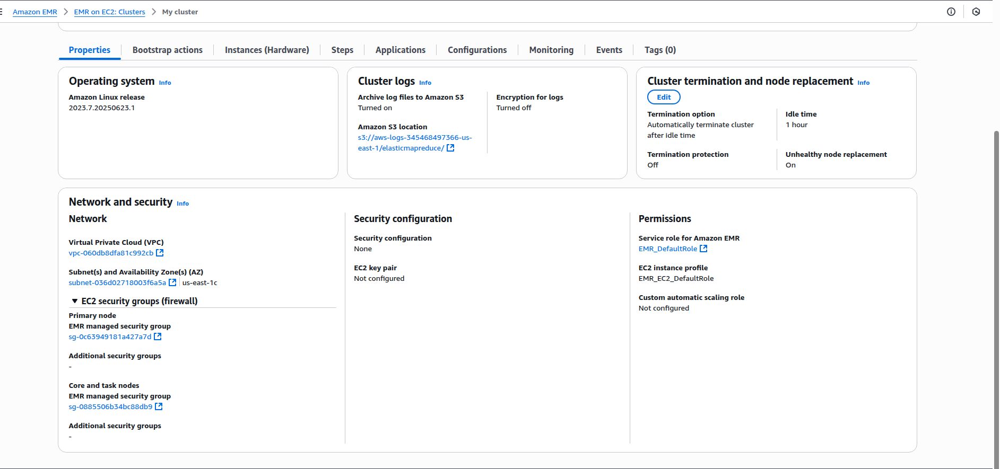 Amazon EMR
EMR on EC2: Clusters
My cluster
Properties
Bootstrap actions
Instances (Hardware)
Steps
Applications
Configurations
Monitoring
Events
Tags (0)
Operating system Info
Amazon Linux release
2023.7.20250623.1
Cluster logs Info
Archive log files to Amazon S3
Turned on
Amazon S3 location
s3://aws-logs-345468497366-us-
east-1/elasticmapreduce/
Encryption for logs
Turned off
Cluster termination and node replacement Info
Edit
Termination option
Automatically terminate cluster
after idle time
Idle time
1 hour
Termination protection
Off
Unhealthy node replacement
On
Network and security Info
Network
Virtual Private Cloud (VPC)
vpc-060db8dfa81c992cb
Subnet(s) and Availability Zone(s) (AZ)
subnet-036d02718003f6a5a us-east-1c
EC2 security groups (firewall)
Primary node
EMR managed security group
sg-0c63949181a427a7d
Additional security groups
-
Core and task nodes
EMR managed security group
sg-0885506b34bc88db9
Additional security groups
-
Security configuration
Security configuration
None
EC2 key pair
Not configured
Permissions
Service role for Amazon EMR
EMR_DefaultRole
EC2 instance profile
EMR_EC2_DefaultRole
Custom automatic scaling role
Not configured